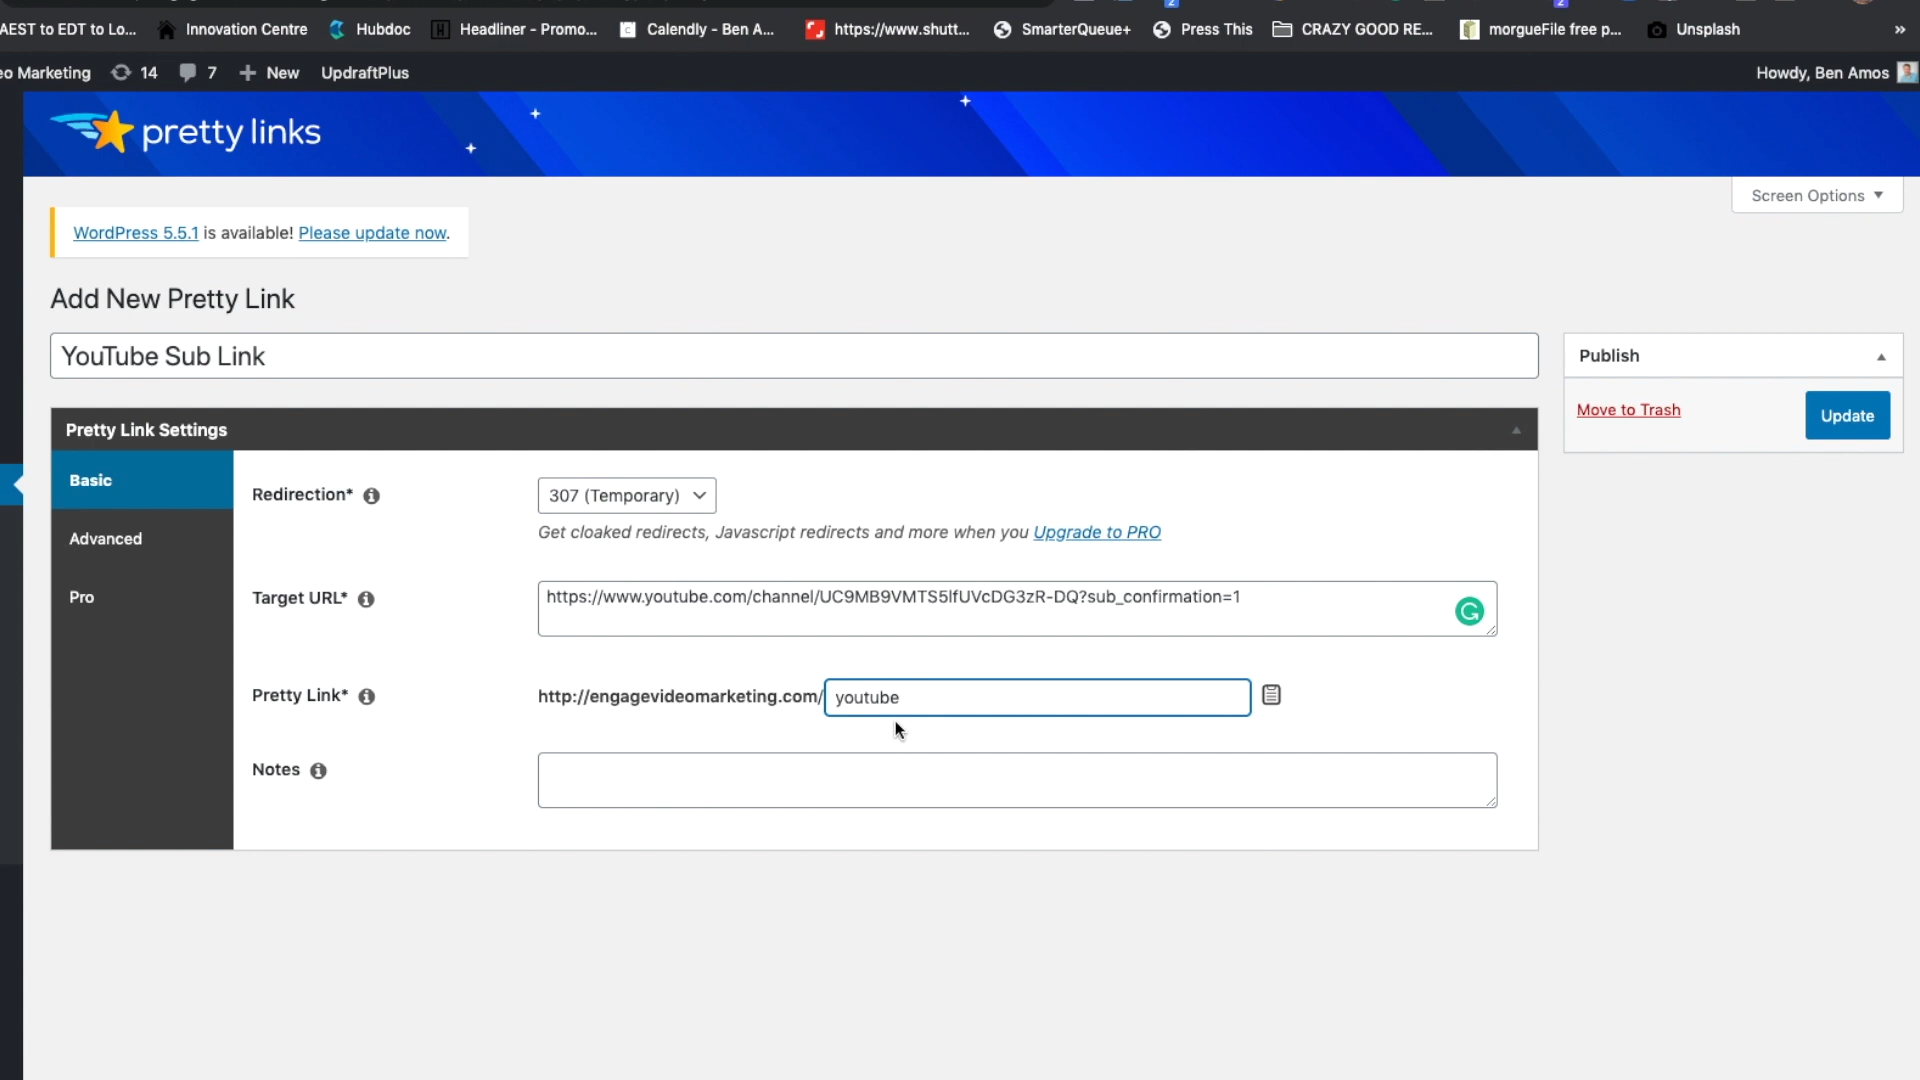 AEST to EDT to Lo... Innovation Centre Hubdoc Headliner - Promo... Calendly - Ben A... https://www.shutt... SmarterQueue+ Press This CRAZY GOOD RE... morgueFile free p... Unsplash »
eo Marketing 14 7 + New UpdraftPlus Howdy, Ben Amos
pretty links
Screen Options
WordPress 5.5.1 is available! Please update now.
Add New Pretty Link
YouTube Sub Link
Publish
Move to Trash Update
Pretty Link Settings
Basic
Redirection* 307 (Temporary)
Get cloaked redirects, Javascript redirects and more when you Upgrade to PRO
Advanced
Pro
Target URL* https://www.youtube.com/channel/UC9MB9VMTS5lfUVcDG3zR-DQ?sub_confirmation=1
Pretty Link* http://engagevideomarketing.com/ youtube
Notes